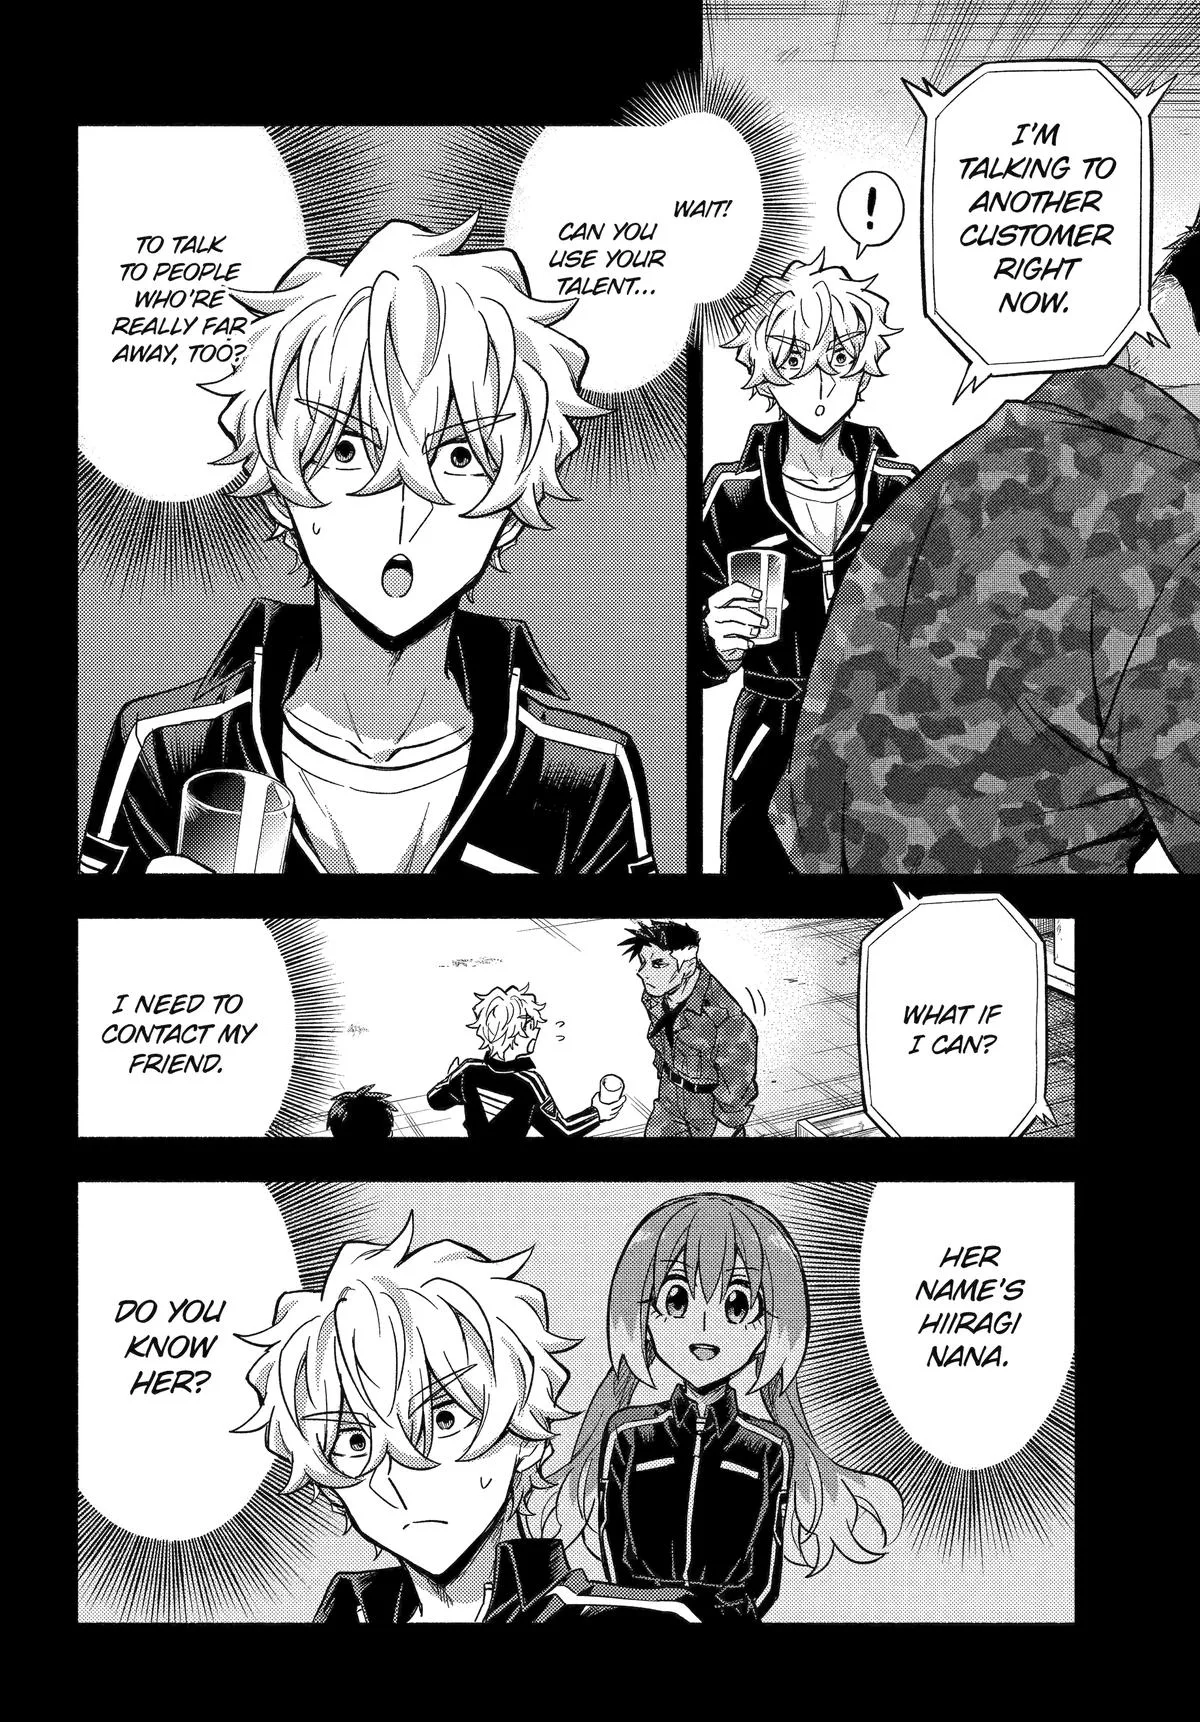 I'M
TALKING TO
ANOTHER
CUSTOMER
RIGHT
NOW.
!
WAIT!
CAN YOU
USE YOUR
TALENT...
TO TALK
TO PEOPLE
WHO'RE
REALLY FAR
AWAY, TOO?
WHAT IF
I CAN?
I NEED TO
CONTACT MY
FRIEND.
HER
NAME'S
HIIRAGI
NANA.
DO YOU
KNOW
HER?